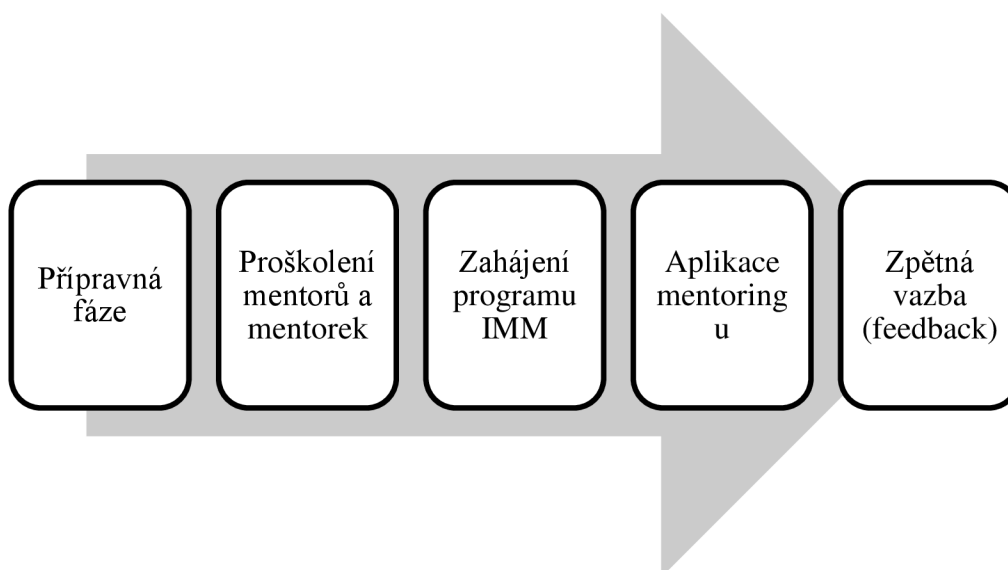 Přípravná
fáze
Proškolení
mentorů a
mentorek
Zahájení
programu
IMM
Aplikace
mentoring
u
Zpětná
vazba
(feedback)